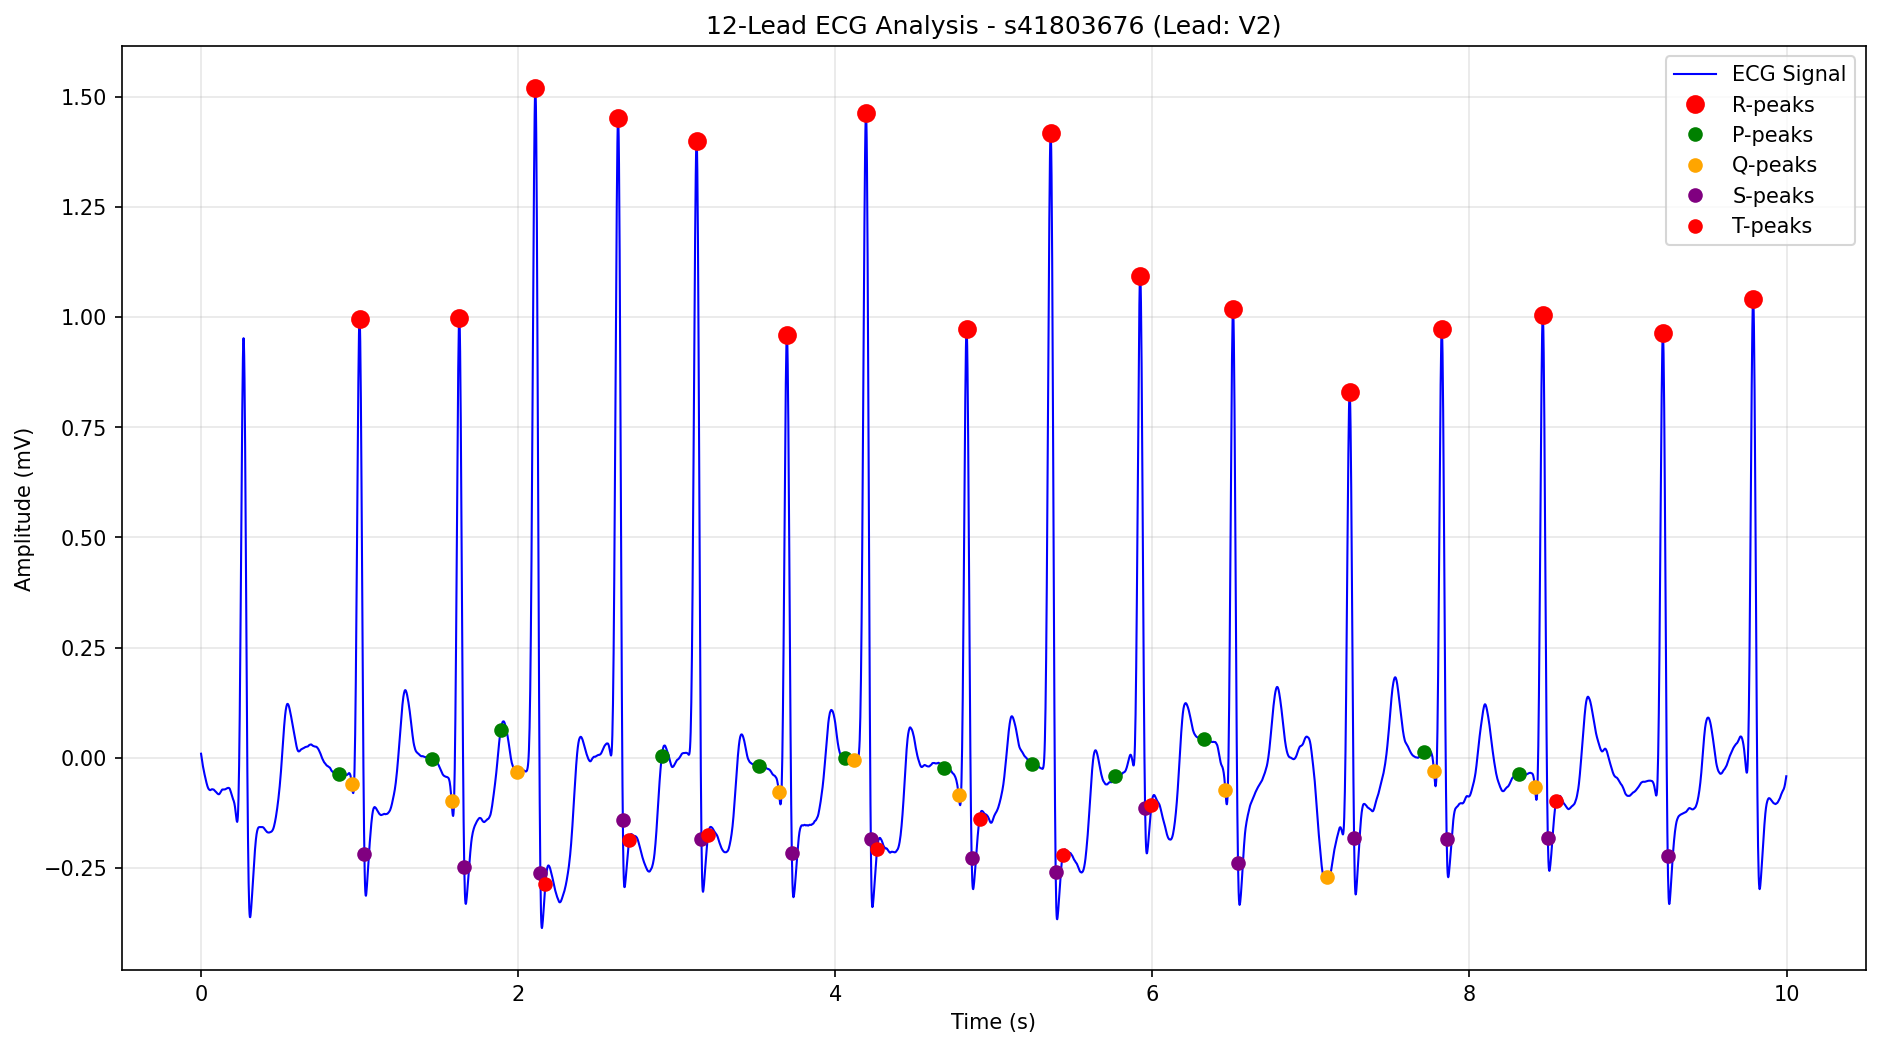 12-Lead ECG Analysis - s41803676 (Lead: V2)
ECG Signal
R-peaks
P-peaks
Q-peaks
S-peaks
T-peaks
Amplitude (mV)
1.50
1.25
1.00
0.75
0.50
0.25
0.00
−0.25
0 2 4 6 8 10
Time (s)